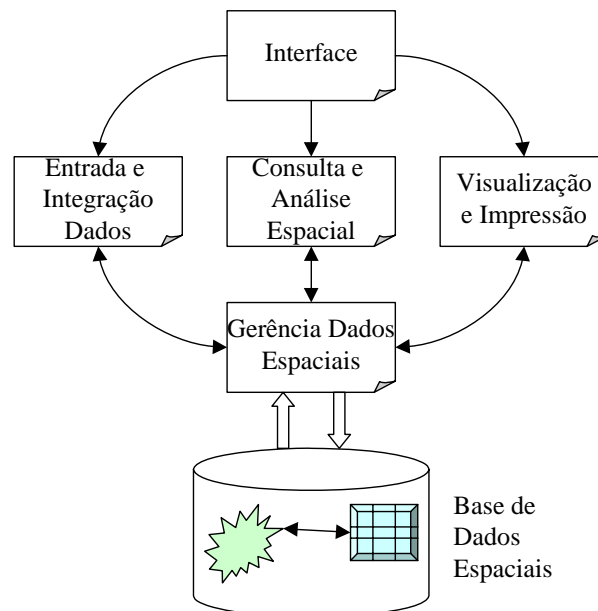 Interface
Entrada e
Integração
Dados
Consulta e
Análise
Espacial
Visualização
e Impressão
Gerência Dados
Espaciais
Base de
Dados
Espaciais